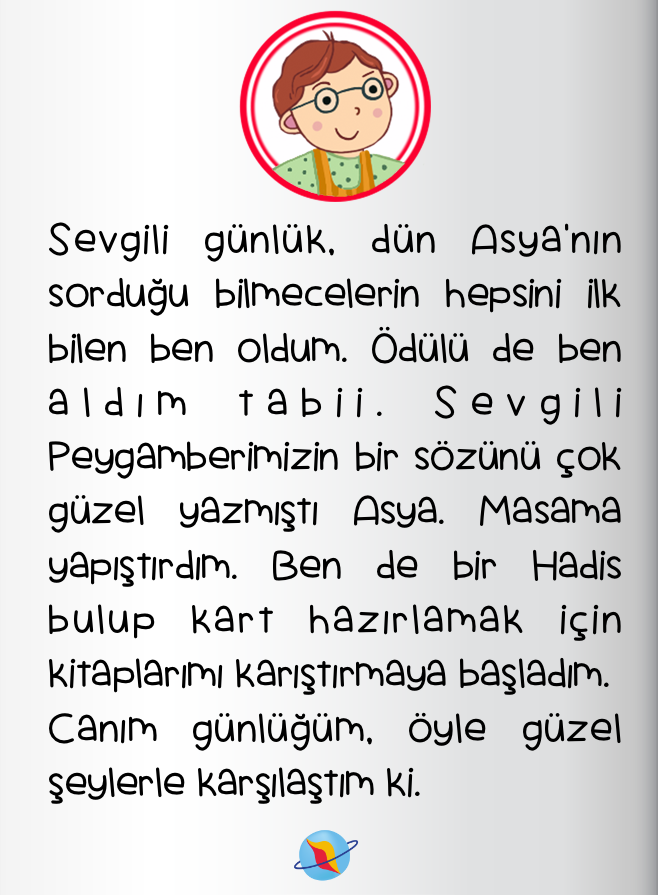 Sevgili günlük, dün Asya'nın
sorduğu bilmecelerin hepsini ilk
bilen ben oldum. Ödülü de ben
aldım tabii. Sevgili
Peygamberimizin bir sözünü çok
güzel yazmıştı Asya. Masama
yapıştırdım. Ben de bir Hadis
bulup kart hazırlamak için
kitaplarımı karıştırmaya başladım.
Canım günlüğüm, öyle güzel
şeylerle karşılaştım ki.